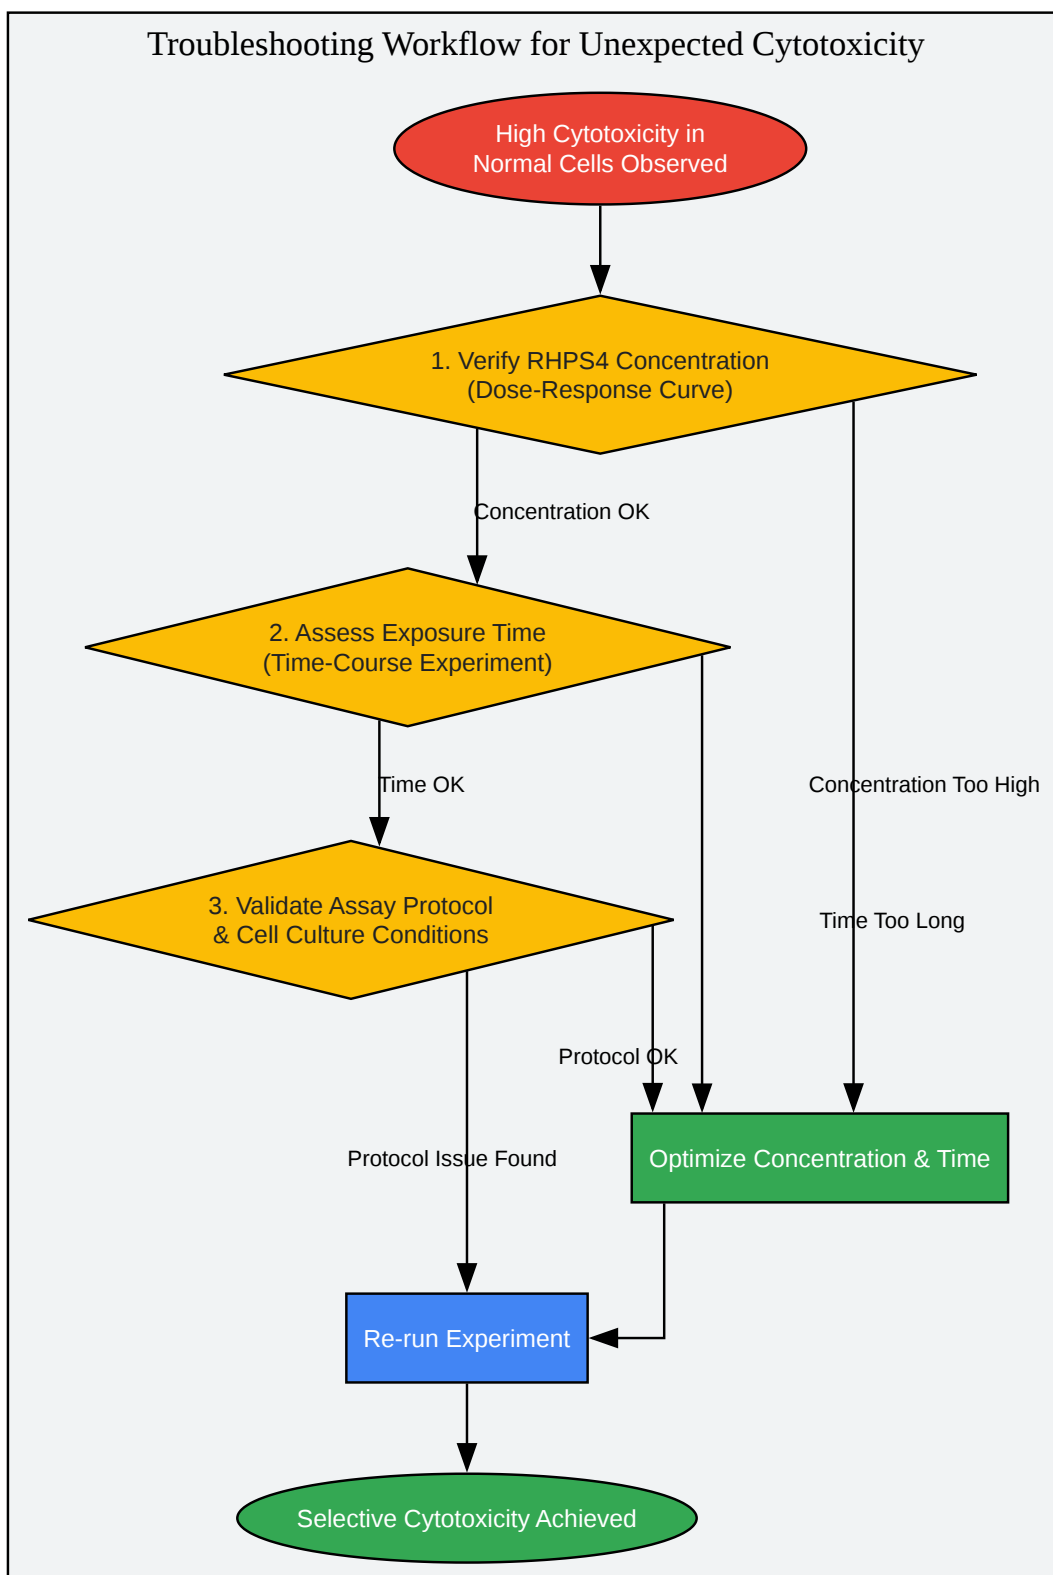 Troubleshooting Workflow for Unexpected Cytotoxicity
High Cytotoxicity in
Normal Cells Observed
1. Verify RHPS4 Concentration
(Dose-Response Curve)
Concentration OK
2. Assess Exposure Time
(Time-Course Experiment)
Time OK
Concentration Too High
3. Validate Assay Protocol
& Cell Culture Conditions
Time Too Long
Protocol OK
Protocol Issue Found
Optimize Concentration & Time
Re-run Experiment
Selective Cytotoxicity Achieved